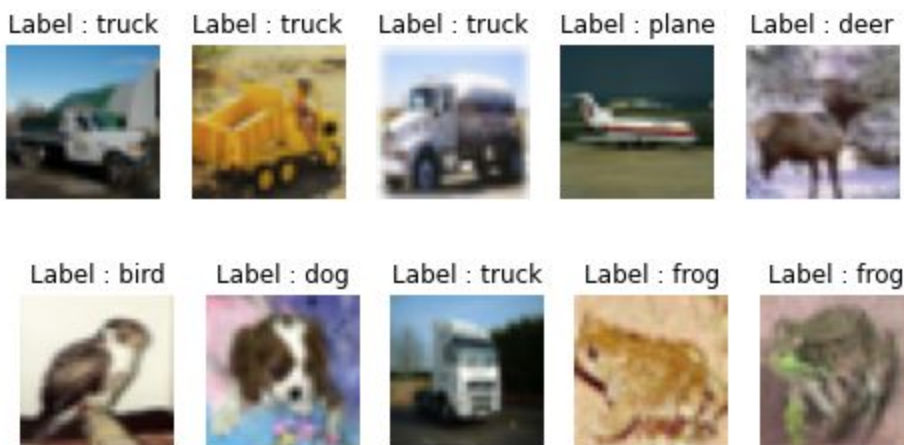 Label : truck Label : truck Label : truck Label : plane Label : deer
Label : bird Label : dog Label : truck Label : frog Label : frog